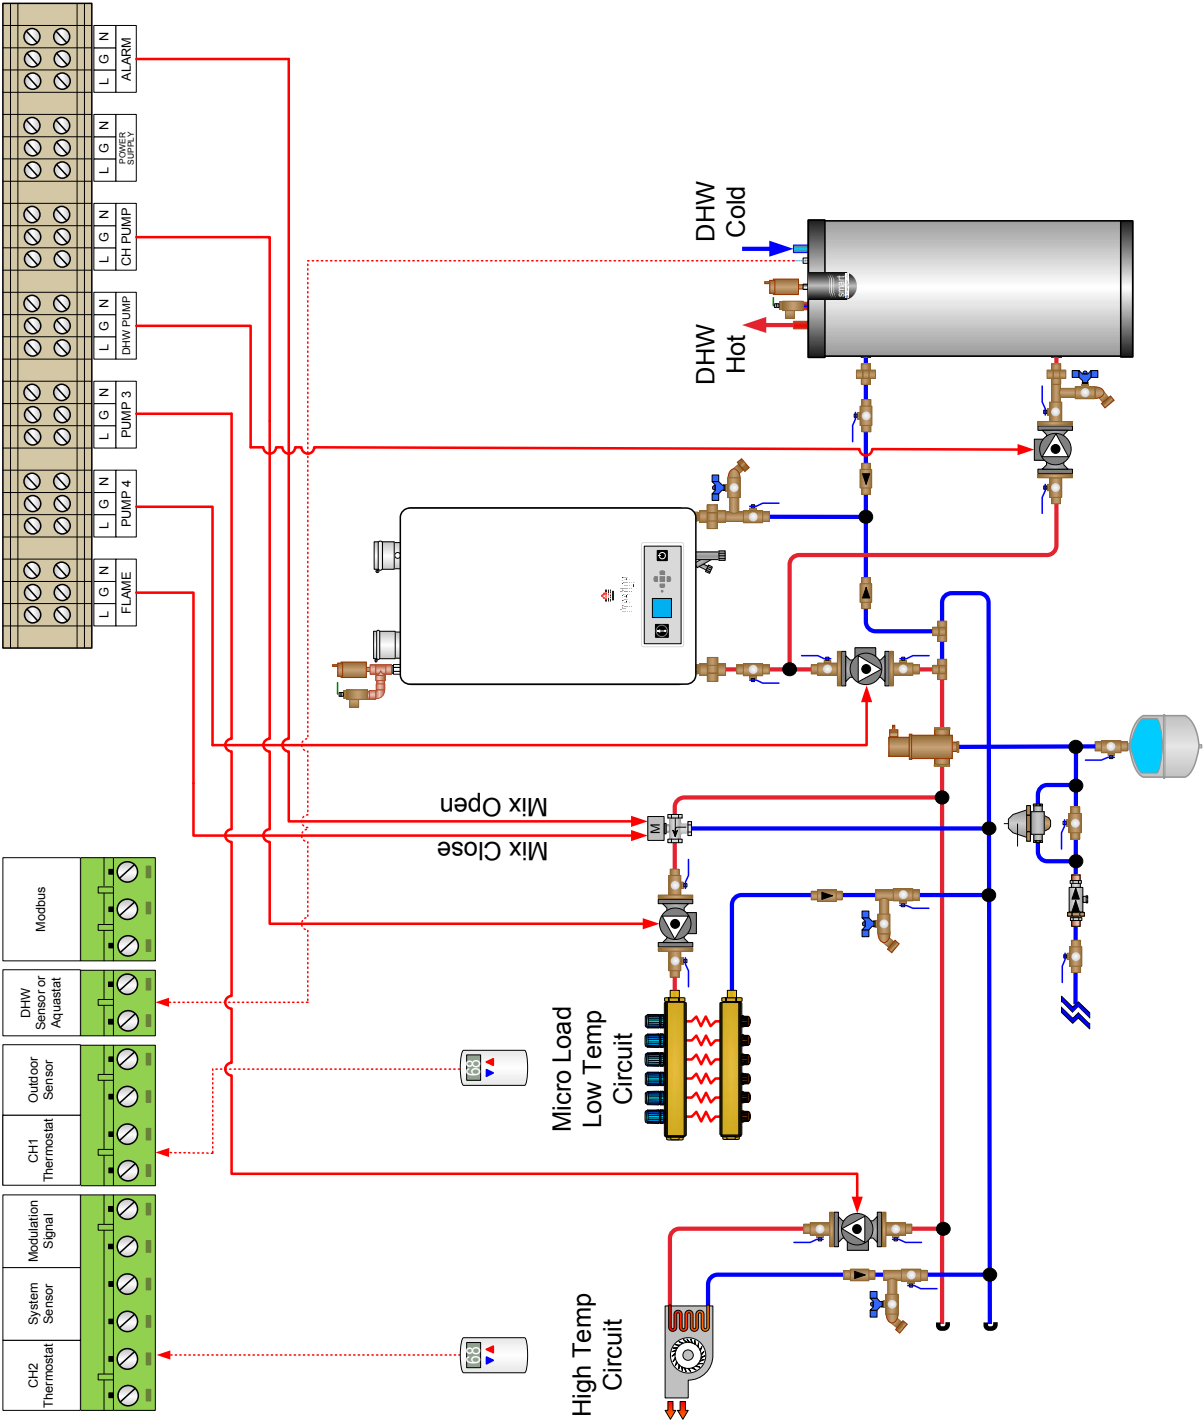 L G N
ALARM
L G N
POWER
SUPPLY
L G N
CH PUMP
L G N
DHW PUMP
L G N
PUMP 3
L G N
PUMP 4
L G N
FLAME
Modbus
DHW
Sensor or
Aquastat
Outdoor
Sensor
CH1
Thermostat
Modulation
Signal
System
Sensor
CH2
Thermostat
DHW
Cold
DHW
Hot
smart
Mix Open
Mix Close
M
68
Micro Load
Low Temp
Circuit
68
High Temp
Circuit